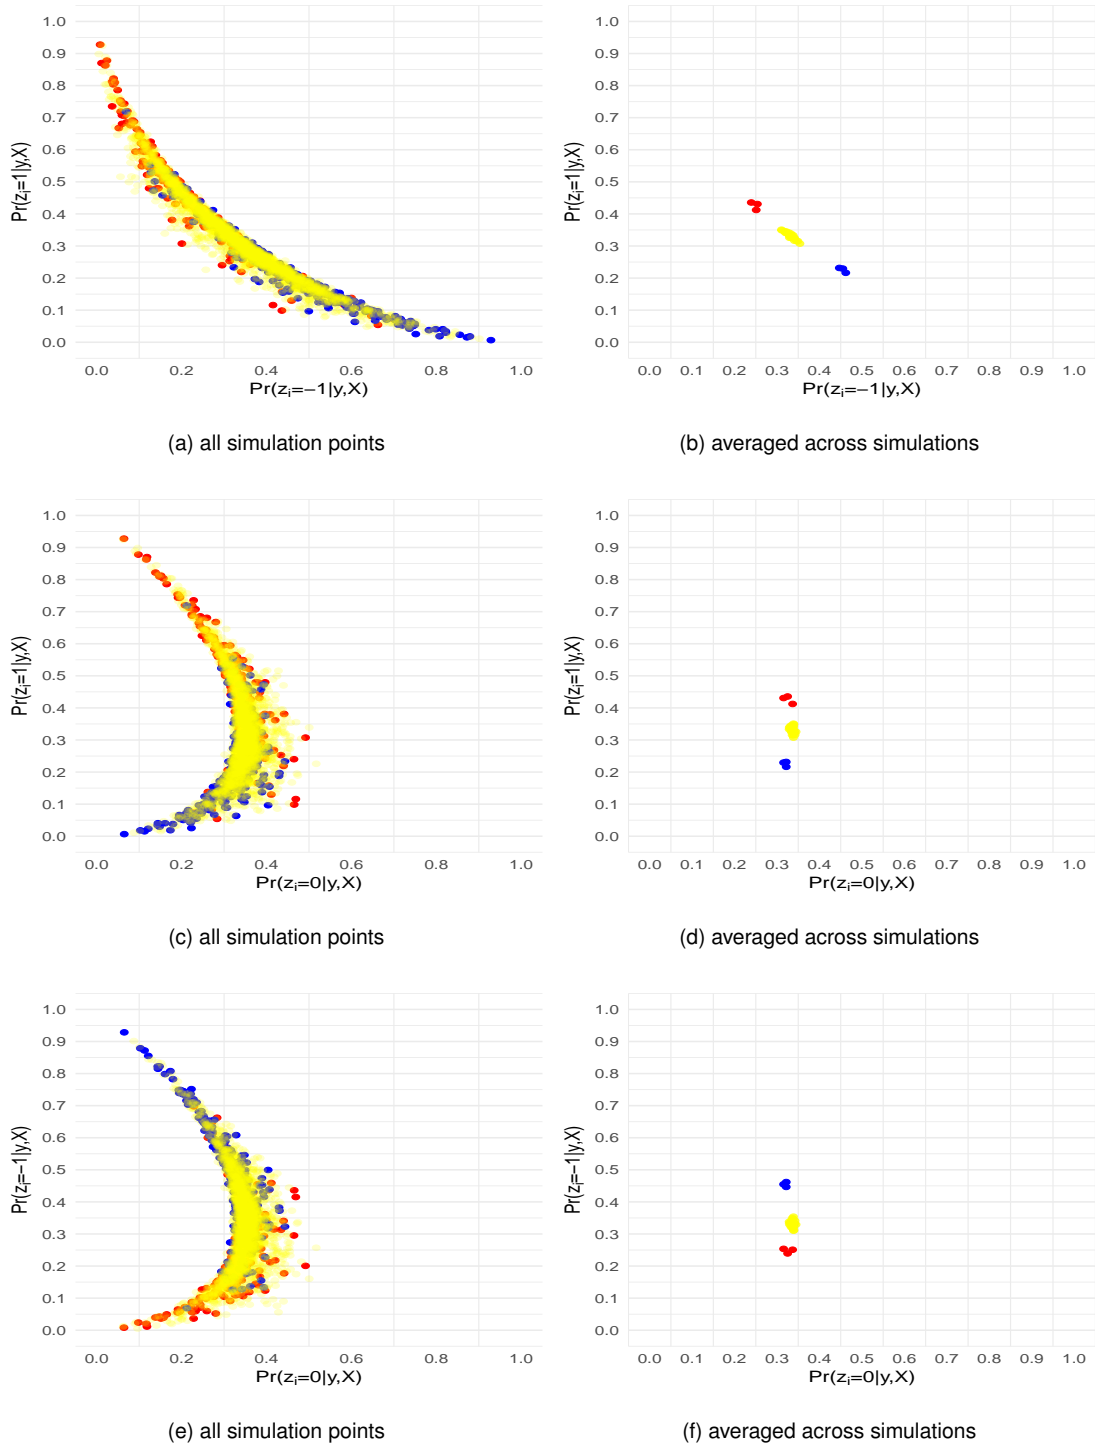 1.0
0.9
0.8
0.7
0.6
0.5
0.4
0.3
0.2
0.1
0.0
Pr(zᵢ=1|y,X)
0.0 0.2 0.4 0.6 0.8 1.0
Pr(zᵢ=−1|y,X)
(a) all simulation points
1.0
0.9
0.8
0.7
0.6
0.5
0.4
0.3
0.2
0.1
0.0
Pr(zᵢ=1|y,X)
0.0 0.1 0.2 0.3 0.4 0.5 0.6 0.7 0.8 0.9 1.0
Pr(zᵢ=−1|y,X)
(b) averaged across simulations
1.0
0.9
0.8
0.7
0.6
0.5
0.4
0.3
0.2
0.1
0.0
Pr(zᵢ=1|y,X)
0.0 0.2 0.4 0.6 0.8 1.0
Pr(zᵢ=0|y,X)
(c) all simulation points
1.0
0.9
0.8
0.7
0.6
0.5
0.4
0.3
0.2
0.1
0.0
Pr(zᵢ=1|y,X)
0.0 0.1 0.2 0.3 0.4 0.5 0.6 0.7 0.8 0.9 1.0
Pr(zᵢ=0|y,X)
(d) averaged across simulations
1.0
0.9
0.8
0.7
0.6
0.5
0.4
0.3
0.2
0.1
0.0
Pr(zᵢ=−1|y,X)
0.0 0.2 0.4 0.6 0.8 1.0
Pr(zᵢ=0|y,X)
(e) all simulation points
1.0
0.9
0.8
0.7
0.6
0.5
0.4
0.3
0.2
0.1
0.0
Pr(zᵢ=−1|y,X)
0.0 0.1 0.2 0.3 0.4 0.5 0.6 0.7 0.8 0.9 1.0
Pr(zᵢ=0|y,X)
(f) averaged across simulations